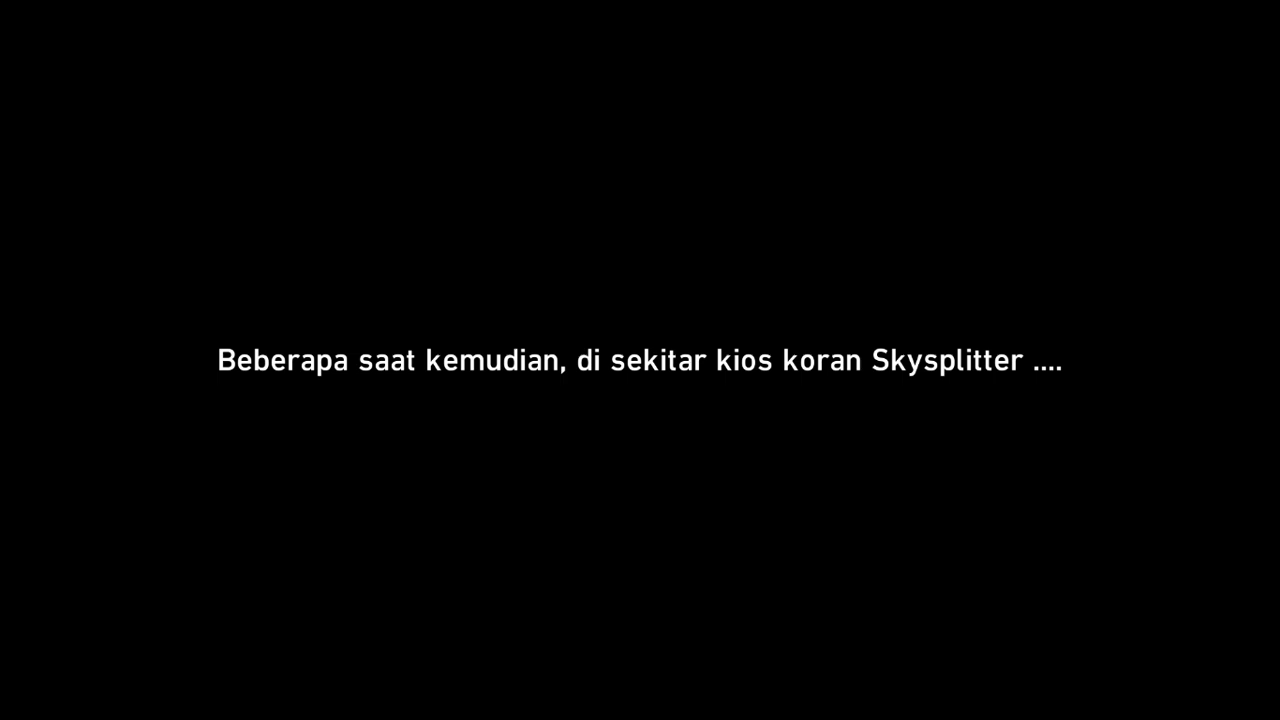 Beberapa saat kemudian, di sekitar kios koran Skysplitter ....